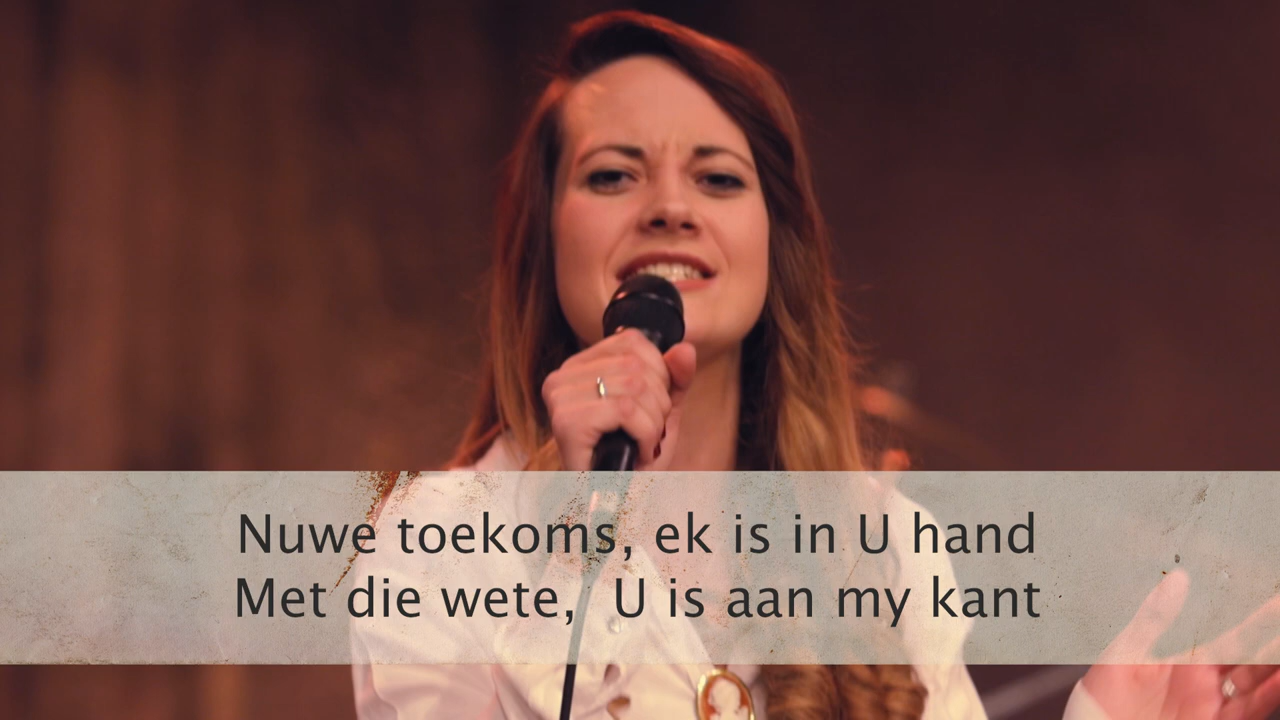 Nuwe toekoms, ek is in U hand
Met die wete, U is aan my kant